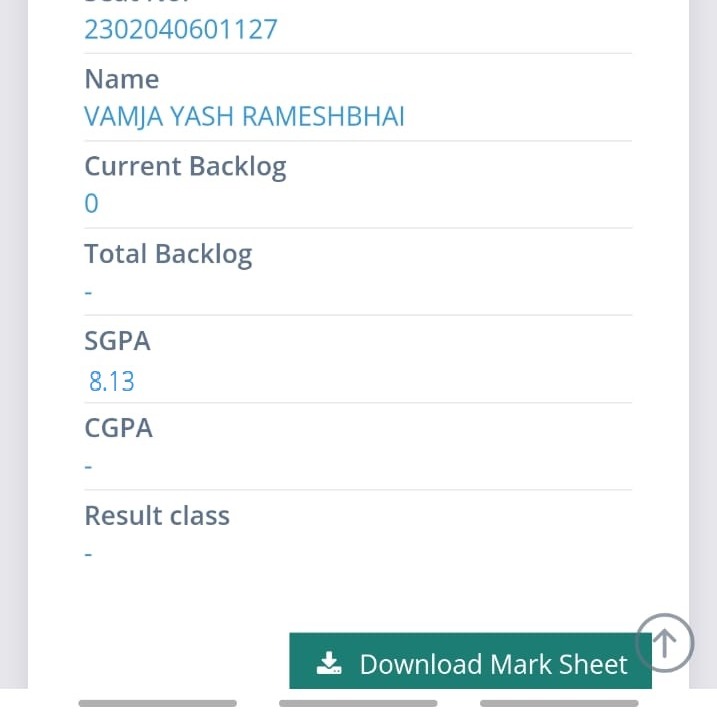 2302040601127
Name
VAMJA YASH RAMESHBHAI
Current Backlog
0
Total Backlog
-
SGPA
8.13
CGPA
-
Result class
-
Download Mark Sheet